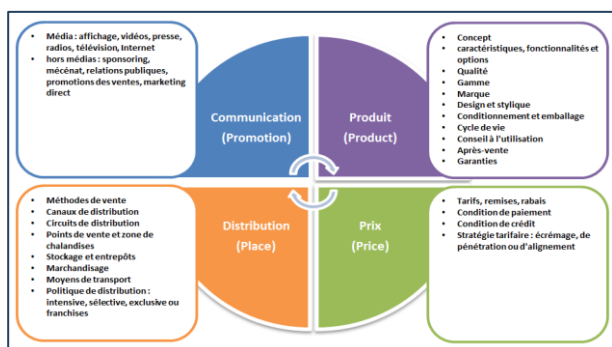 Média : affichage, vidéos, presse,
radios, télévision, Internet
hors médias : sponsoring,
mécénat, relations publiques,
promotions des ventes, marketing
direct
Communication
(Promotion)
Produit
(Product)
Concept
caractéristiques, fonctionnalités et
options
Qualité
Gamme
Marque
Design et stylique
Conditionnement et emballage
Cycle de vie
Conseil à l'utilisation
Après-vente
Garanties
Méthodes de vente
Canaux de distribution
Circuits de distribution
Points de vente et zone de
chalandises
Stockage et entrepôts
Marchandisage
Moyens de transport
Politique de distribution :
intensive, sélective, exclusive ou
franchises
Distribution
(Place)
Prix
(Price)
Tarifs, remises, rabais
Condition de paiement
Condition de crédit
Stratégie tarifaire : écrémage, de
pénétration ou d'alignement